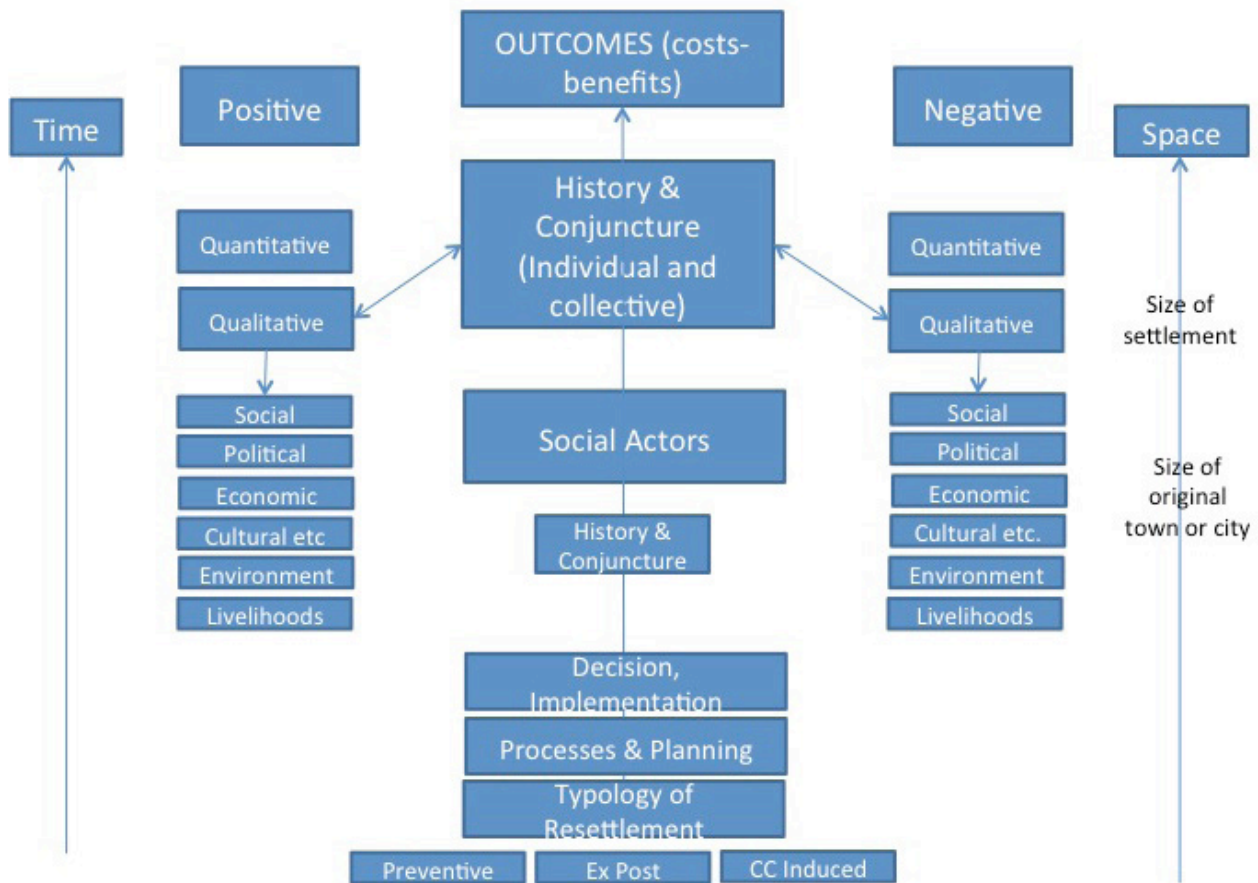 OUTCOMES (costs-
benefits)
Positive
Negative
Time
Space
History &
Conjuncture
(Individual and
collective)
Quantitative
Qualitative
Social
Political
Economic
Cultural etc
Environment
Livelihoods
Quantitative
Qualitative
Social
Political
Economic
Cultural etc.
Environment
Livelihoods
Size of
settlement
Size of
original
town or city
Social Actors
History &
Conjuncture
Decision,
Implementation
Processes & Planning
Typology of
Resettlement
Preventive
Ex Post
CC Induced